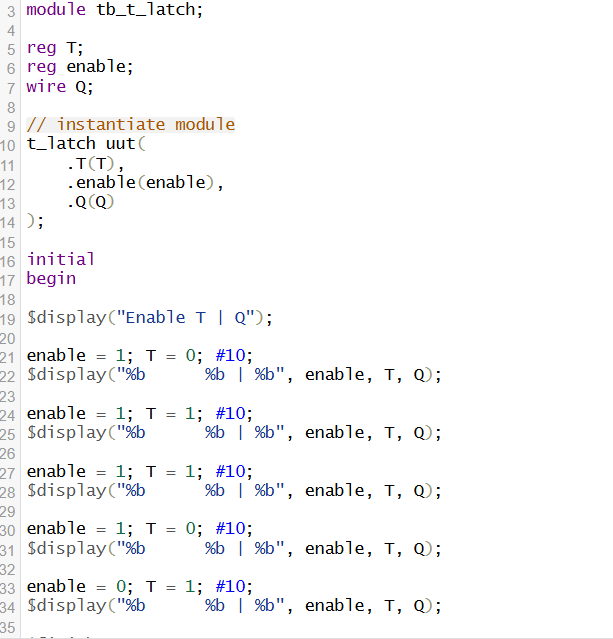 3 module tb_t_latch;
4
5 reg T;
6 reg enable;
7 wire Q;
8
9 // instantiate module
10 t_latch uut(
11     .T(T),
12     .enable(enable),
13     .Q(Q)
14 );
15
16 initial
17 begin
18
19 $display("Enable T | Q");
20
21 enable = 1; T = 0; #10;
22 $display("%b      %b | %b", enable, T, Q);
23
24 enable = 1; T = 1; #10;
25 $display("%b      %b | %b", enable, T, Q);
26
27 enable = 1; T = 1; #10;
28 $display("%b      %b | %b", enable, T, Q);
29
30 enable = 1; T = 0; #10;
31 $display("%b      %b | %b", enable, T, Q);
32
33 enable = 0; T = 1; #10;
34 $display("%b      %b | %b", enable, T, Q);
35